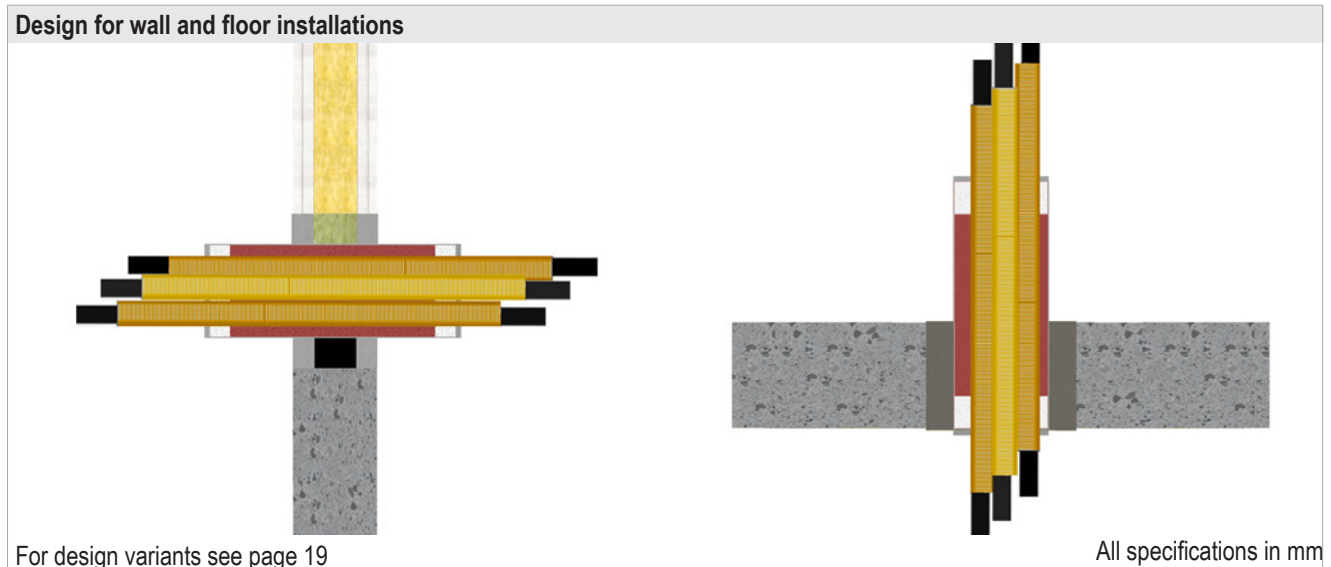 Design for wall and floor installations
For design variants see page 19
All specifications in mm